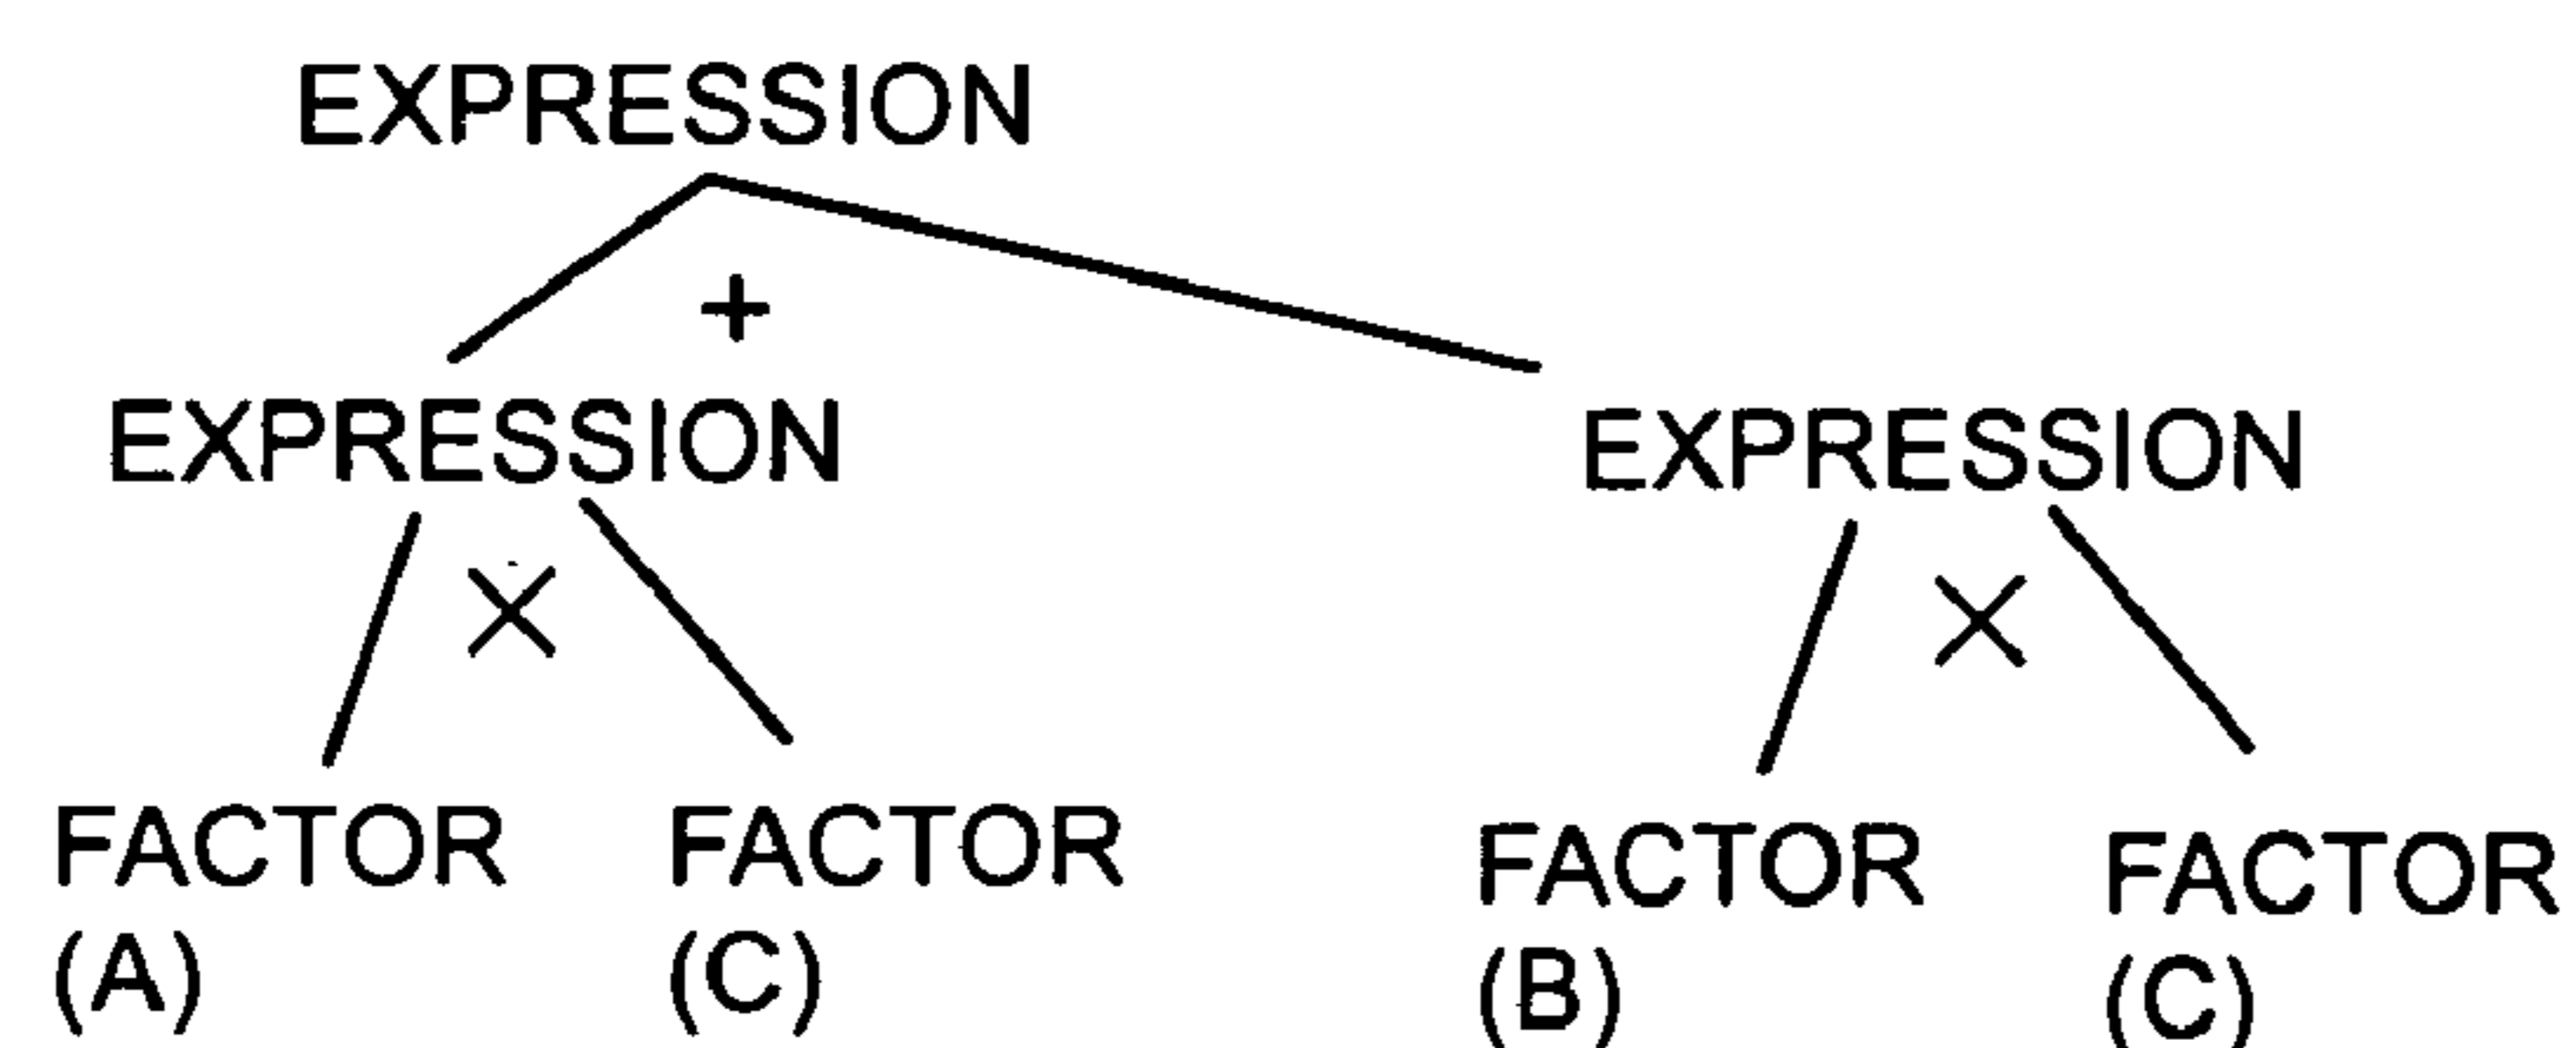 EXPRESSION
+
EXPRESSION EXPRESSION
× ×
FACTOR FACTOR FACTOR FACTOR
(A) (C) (B) (C)